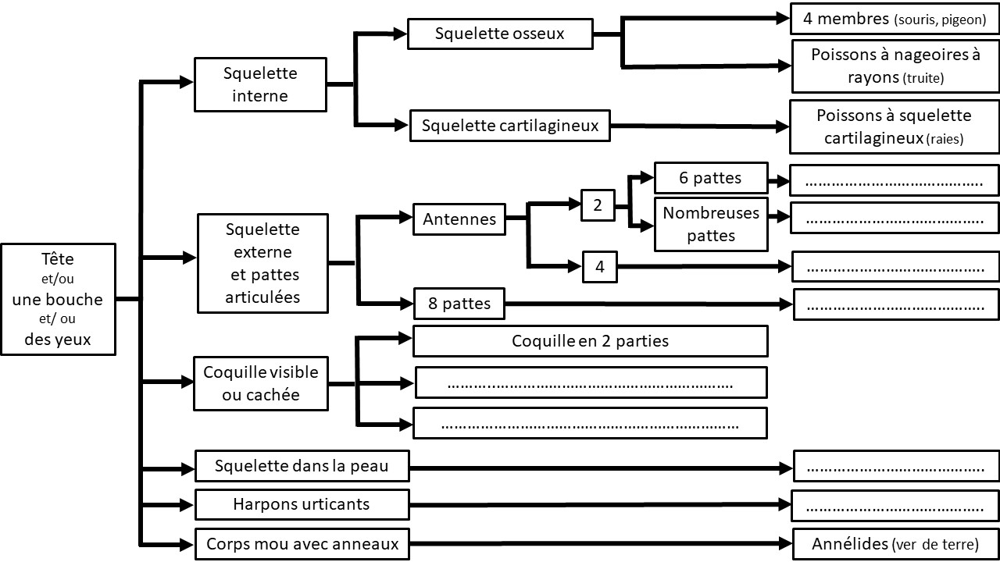 Tête
et/ou
une bouche
et/ ou
des yeux
Squelette
interne
Squelette osseux
4 membres (souris, pigeon)
Poissons à nageoires à
rayons (truite)
Squelette cartilagineux
Poissons à squelette
cartilagineux (raies)
Squelette
externe
et pattes
articulées
Antennes
2
6 pattes
……………………………………..
Nombreuses
pattes
……………………………………..
4
……………………………………..
8 pattes
……………………………………..
Coquille visible
ou cachée
Coquille en 2 parties
………..……………………………………………….
……………………………………………………………
Squelette dans la peau
……………………………………..
Harpons urticants
……………………………………..
Corps mou avec anneaux
Annélides (ver de terre)